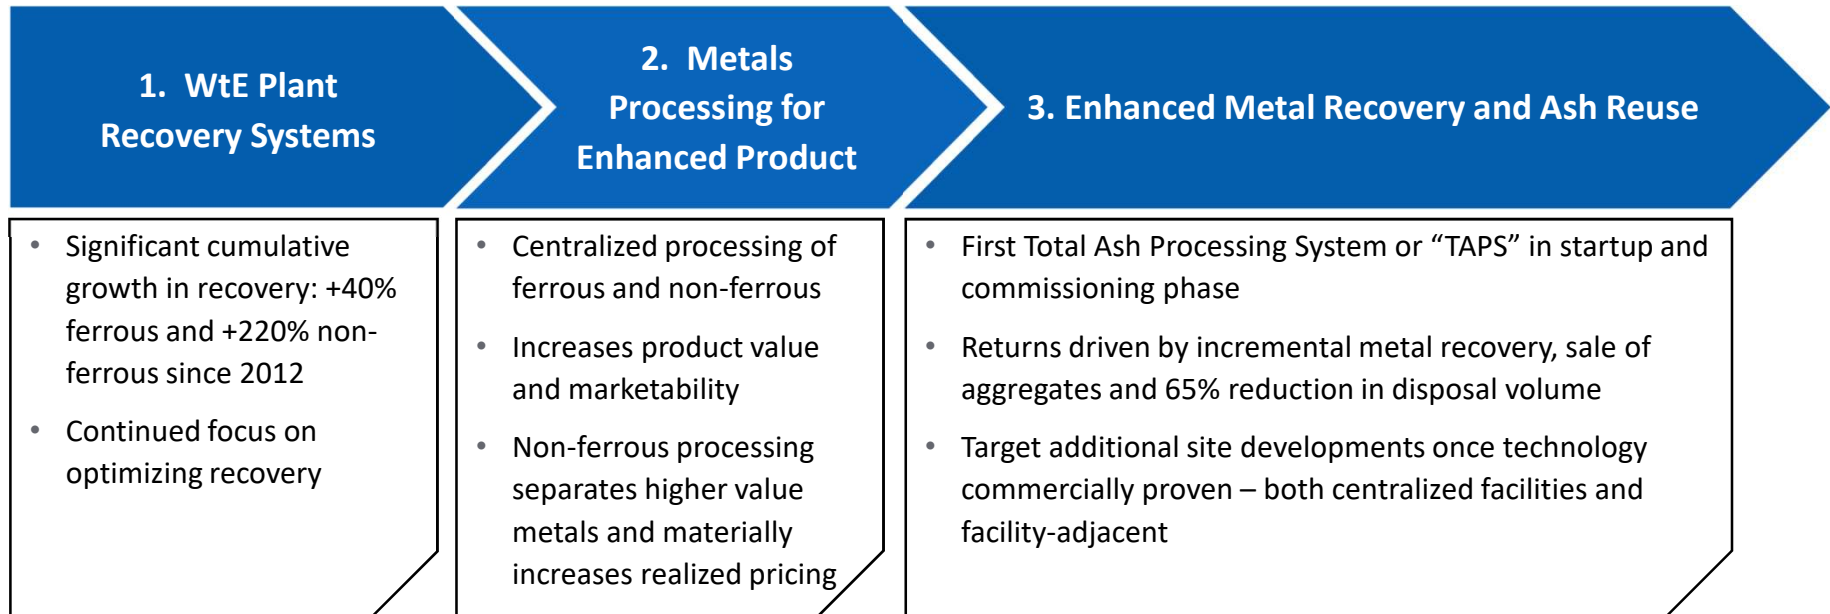 1. WtE Plant
Recovery Systems
2. Metals
Processing for
Enhanced Product
3. Enhanced Metal Recovery and Ash Reuse
• Significant cumulative
growth in recovery: +40%
ferrous and +220% non-
ferrous since 2012
• Continued focus on
optimizing recovery
• Centralized processing of
ferrous and non-ferrous
• Increases product value
and marketability
• Non-ferrous processing
separates higher value
metals and materially
increases realized pricing
• First Total Ash Processing System or “TAPS” in startup and
commissioning phase
• Returns driven by incremental metal recovery, sale of
aggregates and 65% reduction in disposal volume
• Target additional site developments once technology
commercially proven – both centralized facilities and
facility-adjacent